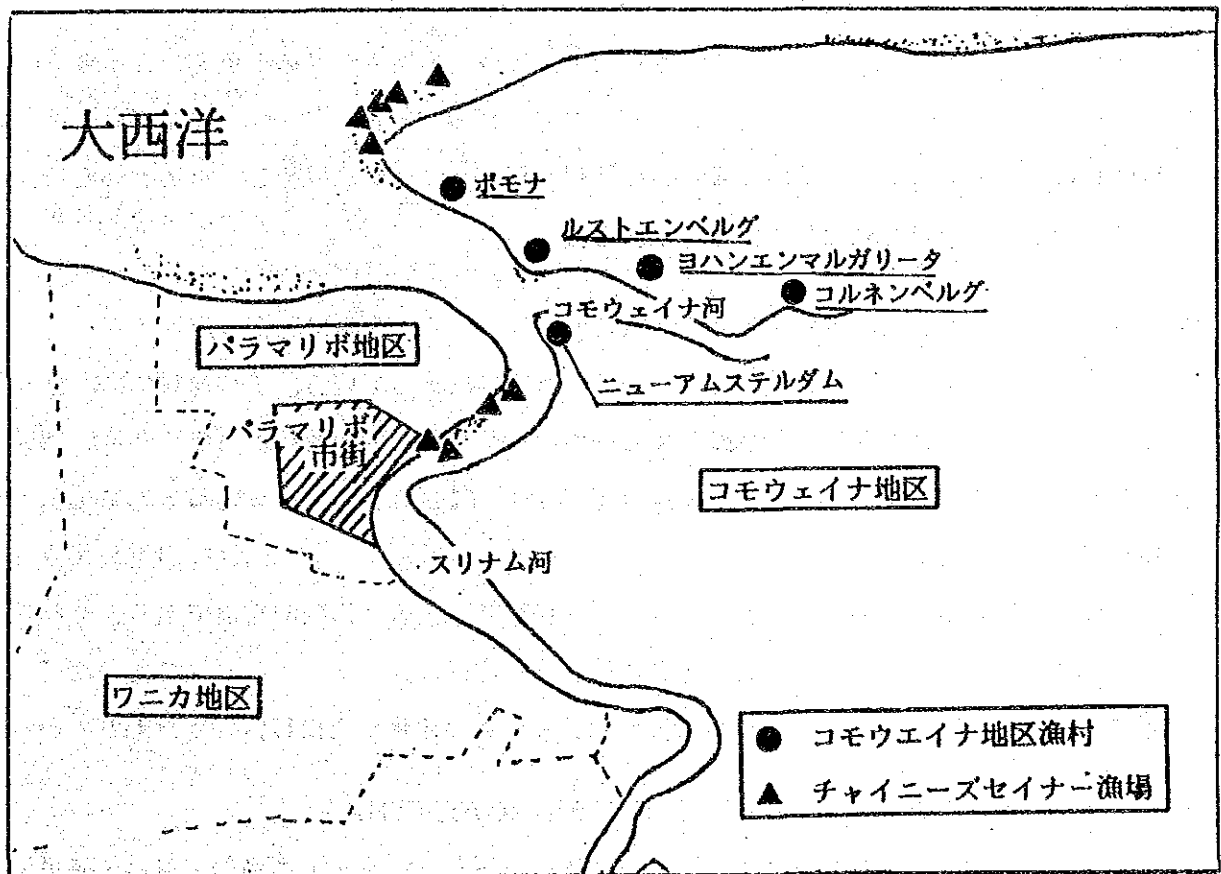 大西洋
ポモナ
ルストエンベルグ
ヨハンエンマルガリータ
コルネンベルグ
コモウェイナ河
パラマリボ地区
ニューアムステルダム
パラマリボ
市街
コモウェイナ地区
スリナム河
ワニカ地区
コモウエイナ地区漁村
チャイニーズセイナー漁場